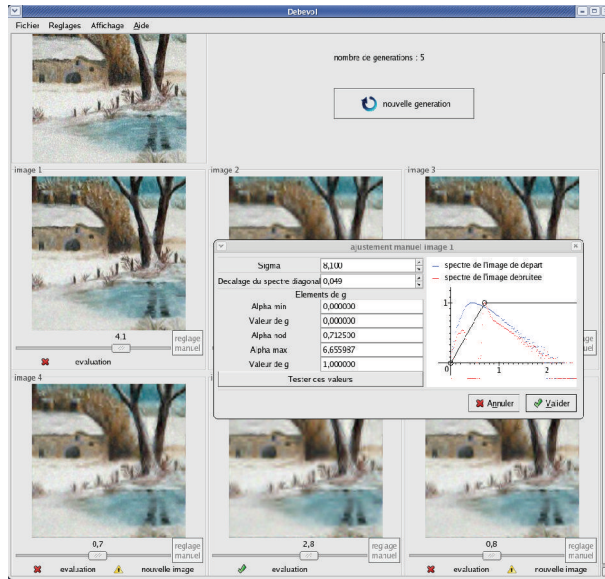 Debevol
Fichier Reglages Affichage Aide
nombre de generations : 5
nouvelle generation
image 1
image 2
image 3
ajustement manuel image 1
Sigma 8,100
Decalage du spectre diagonal 0,049
Elements de g
Alpha min 0,000000
Valeur de g 0,000000
Alpha nod 0,712500
Alpha max 6,655987
Valeur de g 1,000000
Tester ces valeurs
spectre de l'image de depart
spectre de l'image debruitee
1
0 1 2
Annuler Valider
4,1
reglage
manuel
evaluation
image 4
0,7
reglage
manuel
evaluation nouvelle image
2,8
reglage
manuel
evaluation
0,8
reglage
manuel
evaluation nouvelle image